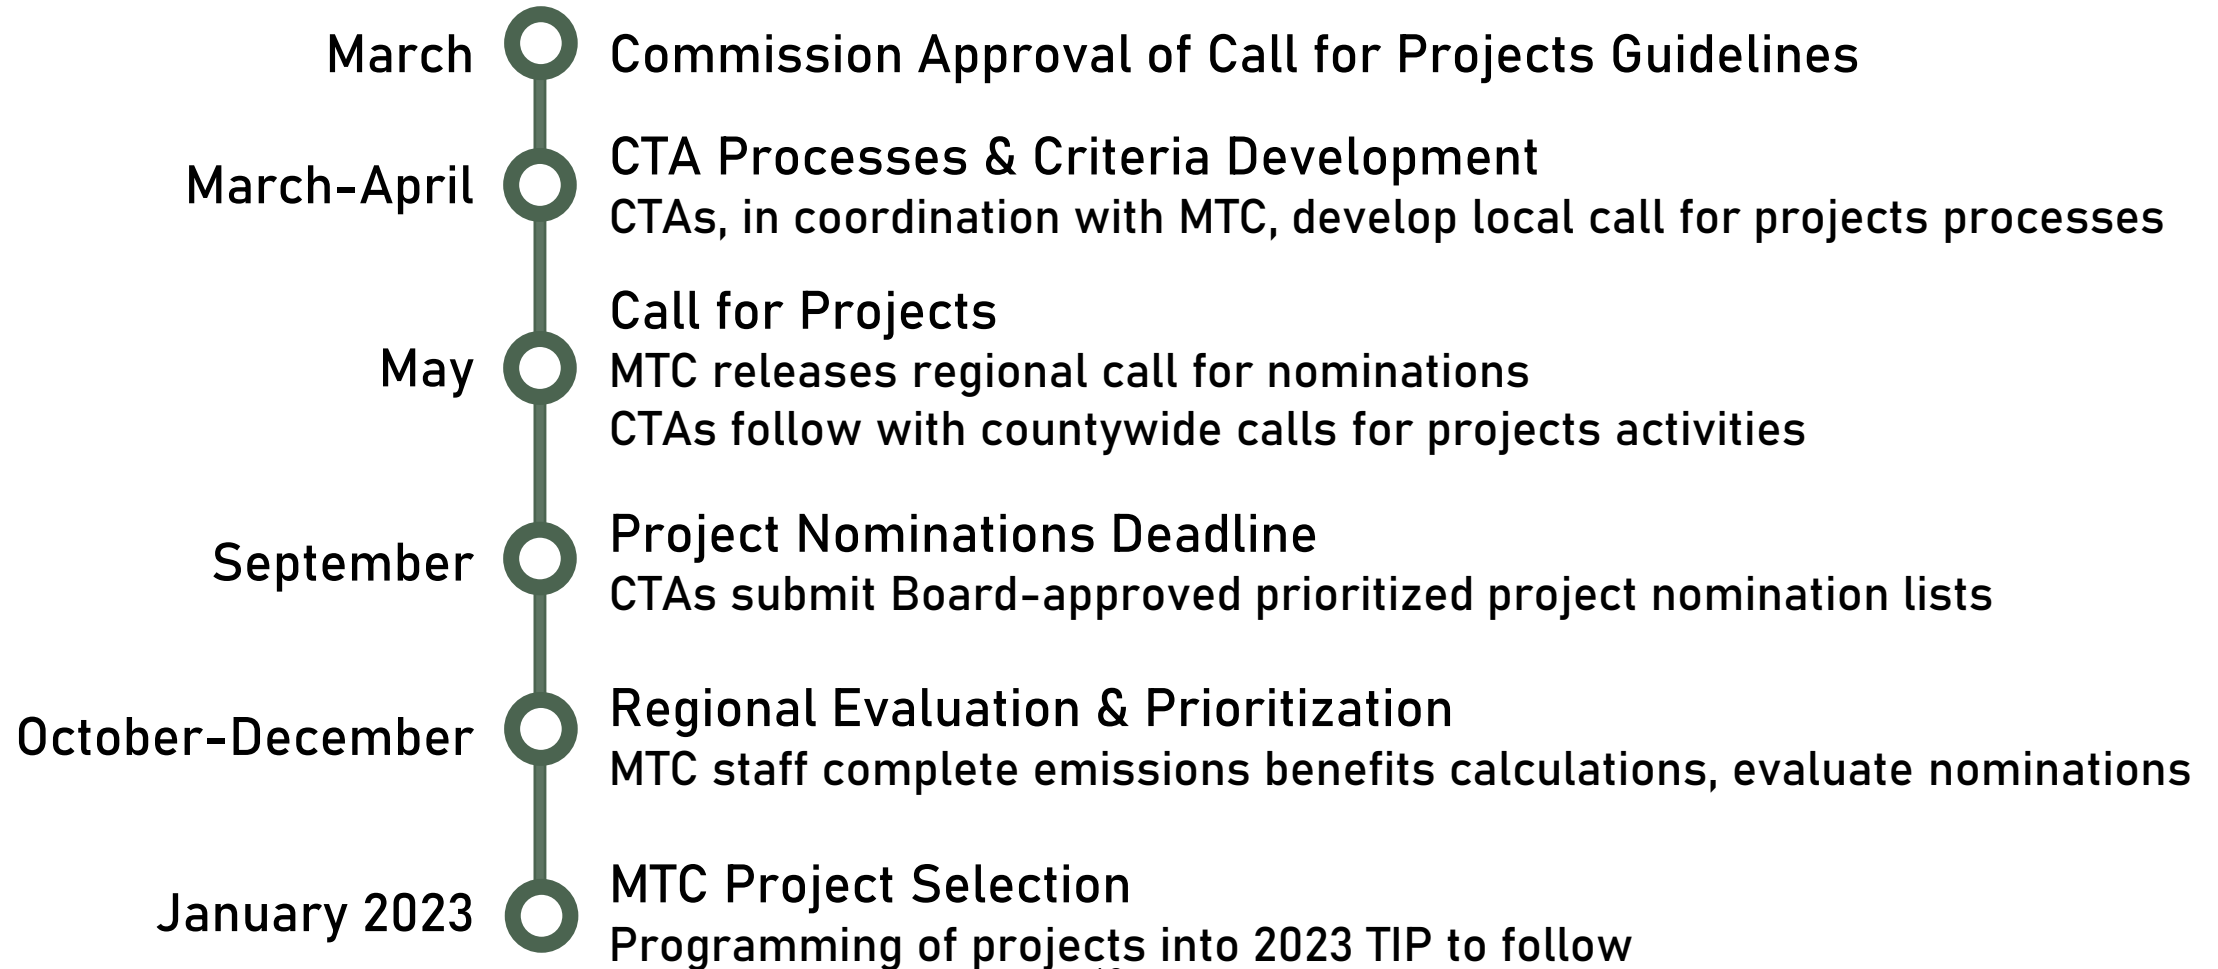 March
Commission Approval of Call for Projects Guidelines
March-April
CTA Processes & Criteria Development
CTAs, in coordination with MTC, develop local call for projects processes
May
Call for Projects
MTC releases regional call for nominations
CTAs follow with countywide calls for projects activities
September
Project Nominations Deadline
CTAs submit Board-approved prioritized project nomination lists
October-December
Regional Evaluation & Prioritization
MTC staff complete emissions benefits calculations, evaluate nominations
January 2023
MTC Project Selection
Programming of projects into 2023 TIP to follow